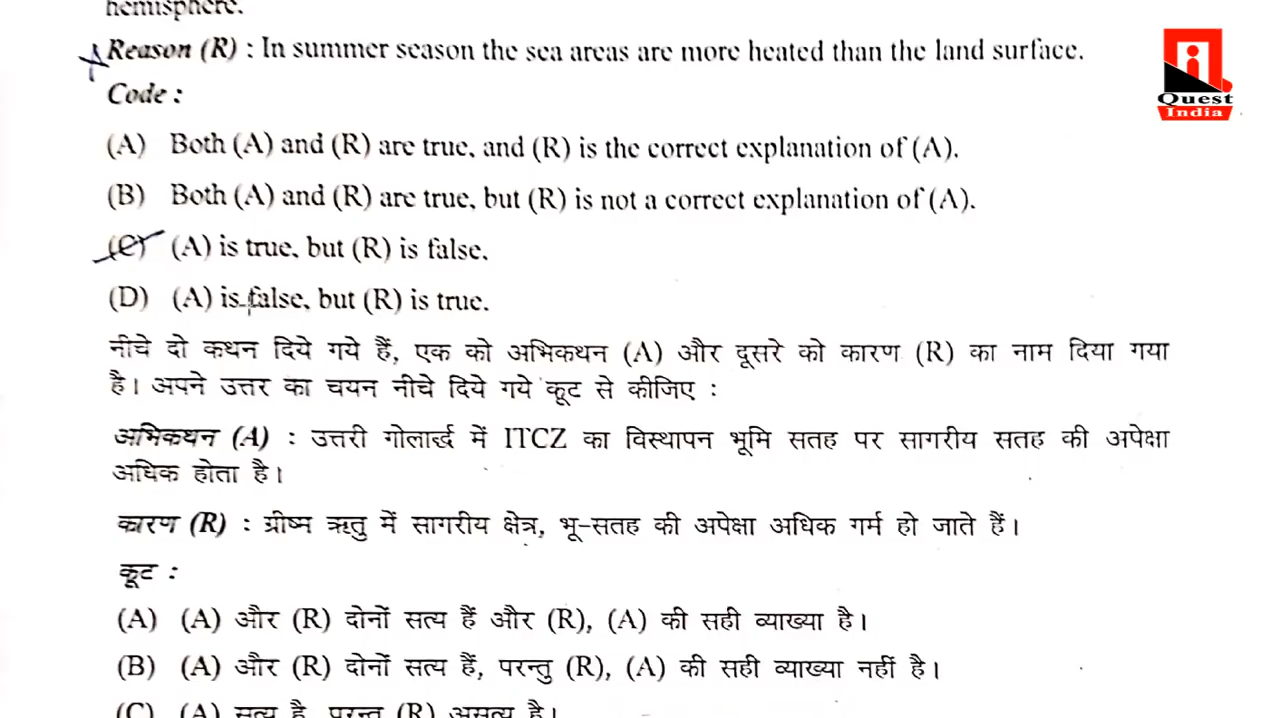 hemisphere.
Reason (R) : In summer season the sea areas are more heated than the land surface.
Code :
(A) Both (A) and (R) are true, and (R) is the correct explanation of (A).
(B) Both (A) and (R) are true, but (R) is not a correct explanation of (A).
(C) (A) is true, but (R) is false.
(D) (A) is false, but (R) is true.
नीचे दो कथन दिये गये हैं, एक को अभिकथन (A) और दूसरे को कारण (R) का नाम दिया गया
है। अपने उत्तर का चयन नीचे दिये गये कूट से कीजिए :
अभिकथन (A) : उत्तरी गोलार्द्ध में ITCZ का विस्थापन भूमि सतह पर सागरीय सतह की अपेक्षा
अधिक होता है।
कारण (R) : ग्रीष्म ऋतु में सागरीय क्षेत्र, भू-सतह की अपेक्षा अधिक गर्म हो जाते हैं।
कूट :
(A) (A) और (R) दोनों सत्य हैं और (R), (A) की सही व्याख्या है।
(B) (A) और (R) दोनों सत्य हैं, परन्तु (R), (A) की सही व्याख्या नहीं है।
(C) (A) सत्य है, परन्तु (R) असत्य है।
Quest
India